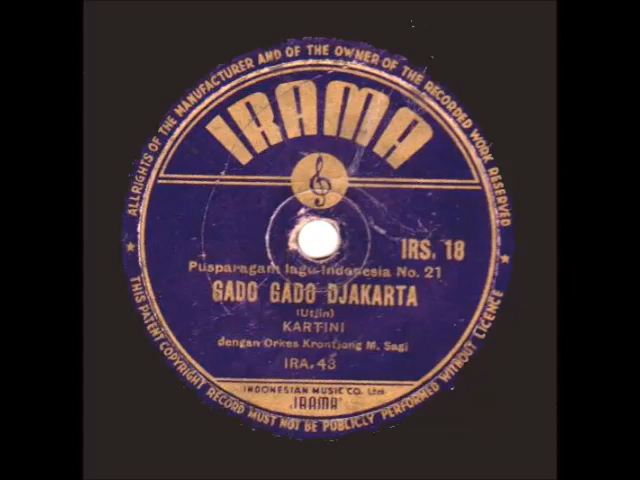 ALL RIGHTS OF THE MANUFACTURER AND OF THE OWNER OF THE RECORDED WORK RESERVED
IRAMA
IRS. 18
Pusparagam lagu Indonesia No. 21
GADO GADO DJAKARTA
(Utjin)
KARTINI
dengan Orkes Krontjong M. Sagi
IRA. 43
INDONESIAN MUSIC CO. Ltd.
"IRAMA"
THIS PATENT COPYRIGHT RECORD MUST NOT BE PUBLICLY PERFORMED WITHOUT LICENCE